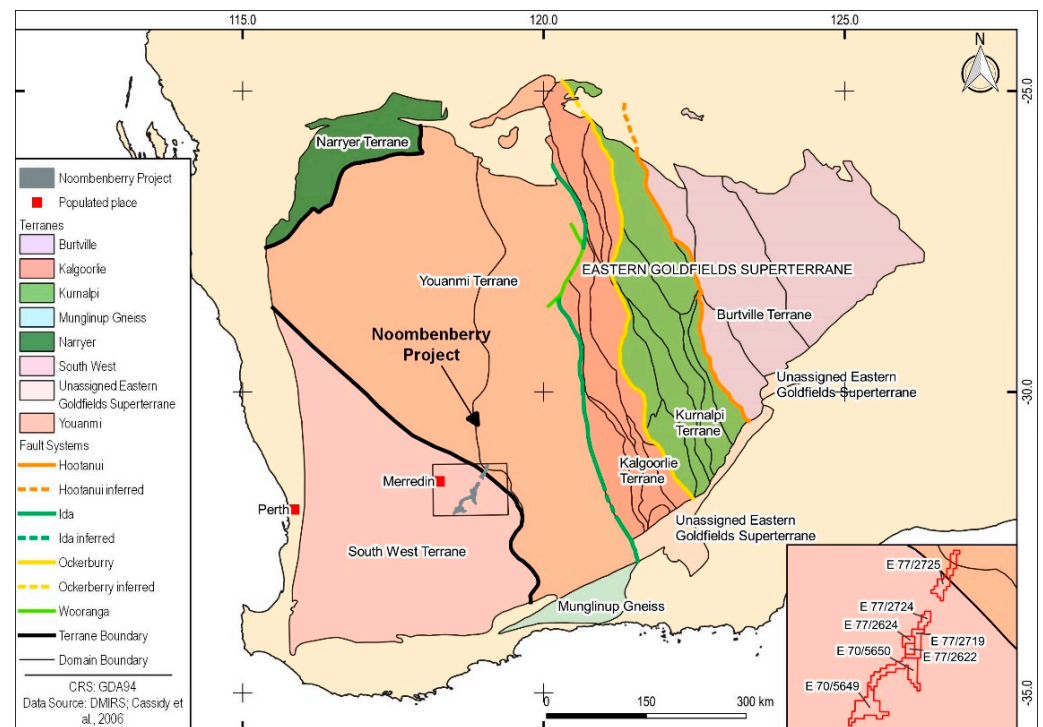 115.0
120.0
125.0
N
-25.0
-30.0
-35.0
Narryer Terrane
Youanmi Terrane
EASTERN GOLDFIELDS SUPERTERRANE
Burtville Terrane
Noombenberry
Project
Unassigned Eastern
Goldfields Superterrane
Kurnalpi
Terrane
Kalgoorlie
Terrane
Merredin
Perth
South West Terrane
Unassigned Eastern
Goldfields Superterrane
Munglinup Gneiss
Noombenberry Project
Populated place
Terranes
Burtville
Kalgoorlie
Kurnalpi
Munglinup Gneiss
Narryer
South West
Unassigned Eastern
Goldfields Superterrane
Youanmi
Fault Systems
Hootanui
Hootanui inferred
Ida
Ida inferred
Ockerburry
Ockerberry inferred
Wooranga
Terrane Boundary
Domain Boundary
CRS: GDA94
Data Source: DMIRS; Cassidy et
al., 2006
0 150 300 km
E 77/2725
E 77/2724
E 77/2624
E 77/2719
E 77/2622
E 70/5650
E 70/5649